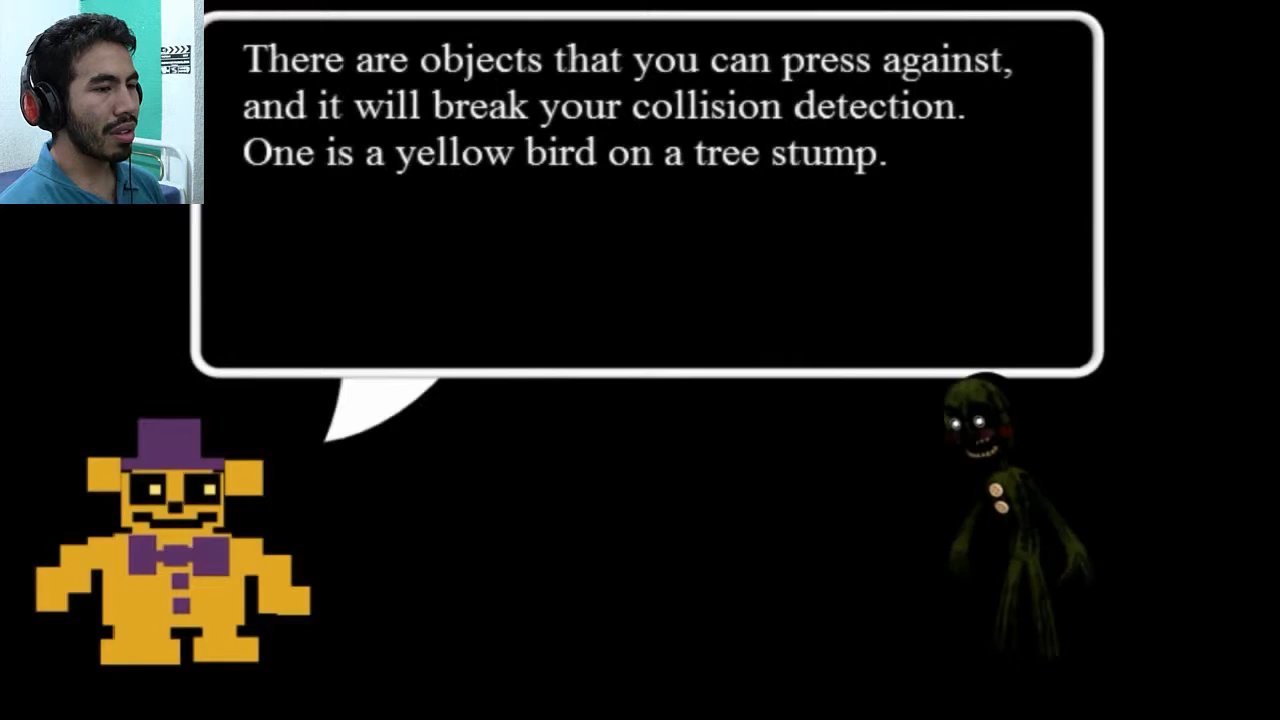 There are objects that you can press against,
and it will break your collision detection.
One is a yellow bird on a tree stump.